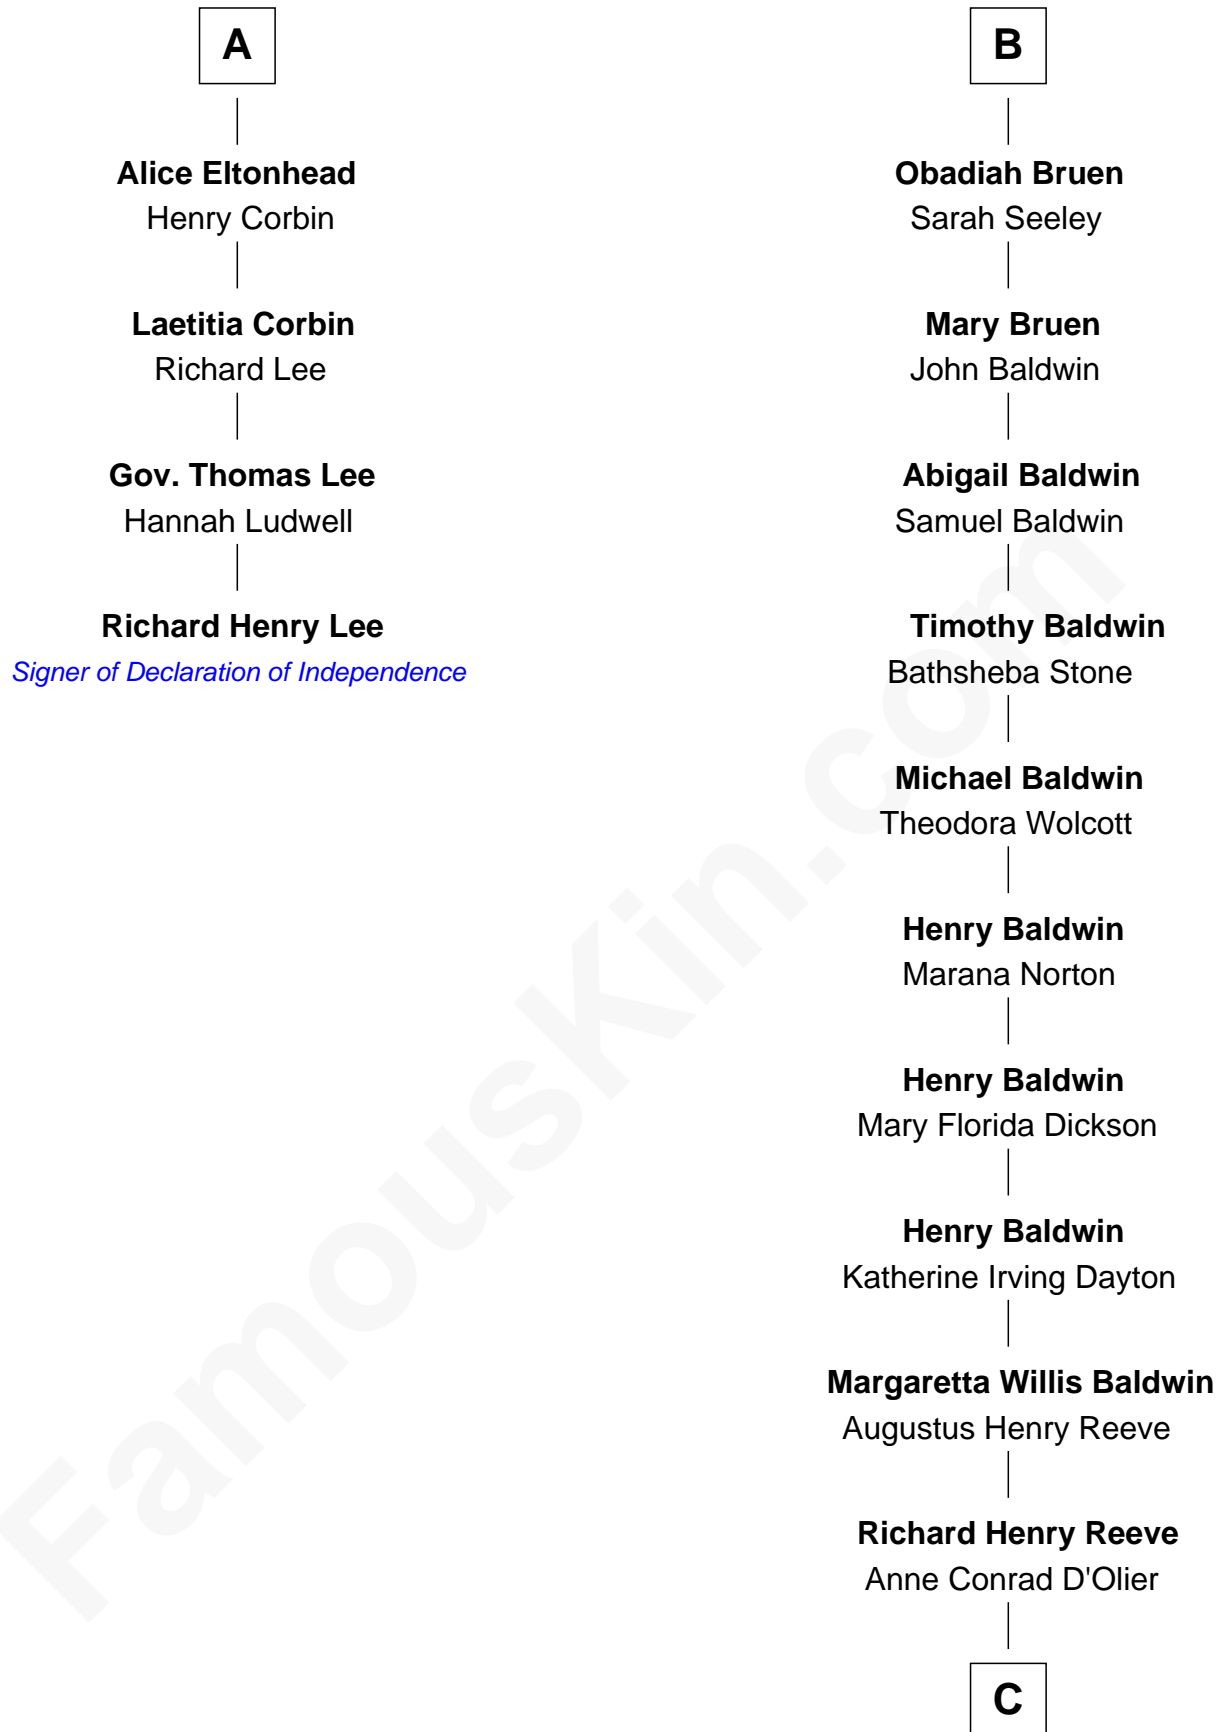 A
Alice Eltonhead
Henry Corbin
Laetitia Corbin
Richard Lee
Gov. Thomas Lee
Hannah Ludwell
Richard Henry Lee
Signer of Declaration of Independence
B
Obadiah Bruen
Sarah Seeley
Mary Bruen
John Baldwin
Abigail Baldwin
Samuel Baldwin
Timothy Baldwin
Bathsheba Stone
Michael Baldwin
Theodora Wolcott
Henry Baldwin
Marana Norton
Henry Baldwin
Mary Florida Dickson
Henry Baldwin
Katherine Irving Dayton
Margaretta Willis Baldwin
Augustus Henry Reeve
Richard Henry Reeve
Anne Conrad D'Olier
C
FamousKin.com